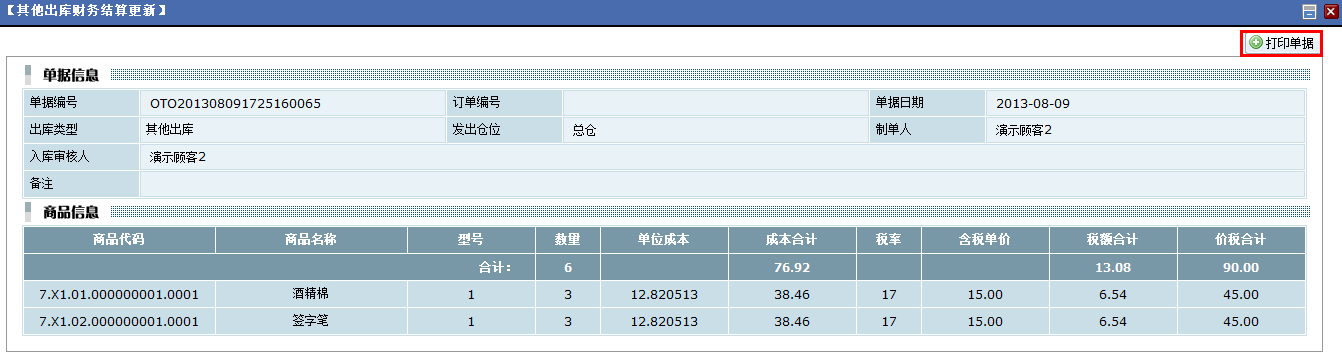 【其他出库财务结算更新】
打印单据
单据信息
单据编号 OTO201308091725160065 订单编号 单据日期 2013-08-09
出库类型 其他出库 发出仓位 总仓 制单人 演示顾客2
入库审核人 演示顾客2
备注
商品信息
商品代码 商品名称 型号 数量 单位成本 成本合计 税率 含税单价 税额合计 价税合计
合计： 6 76.92 13.08 90.00
7.X1.01.000000001.0001 酒精棉 1 3 12.820513 38.46 17 15.00 6.54 45.00
7.X1.02.000000001.0001 签字笔 1 3 12.820513 38.46 17 15.00 6.54 45.00